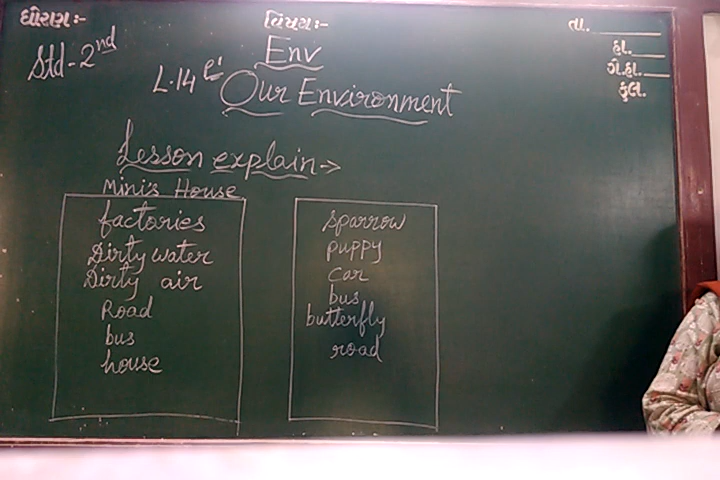 ધોરણ :-
વિષય :-
તા.
હા.
ગે.હા.
કુલ.
Std-2nd
Env
L.14 Our Environment
Lesson explain→
Mini's House
factories
Dirty water
Dirty air
Road
bus
house
sparrow
puppy
car
bus
butterfly
road